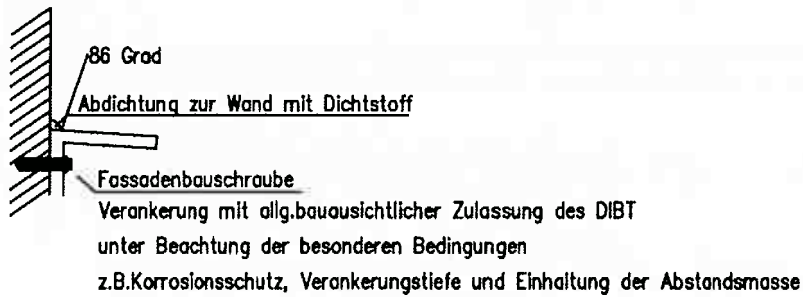 86 Grad
Abdichtung zur Wand mit Dichtstoff
Fassadenbauschraube
Verankerung mit allg.bauausichtlicher Zulassung des DIBT
unter Beachtung der besonderen Bedingungen
z.B.Korrosionsschutz, Verankerungstiefe und Einhaltung der Abstandsmasse